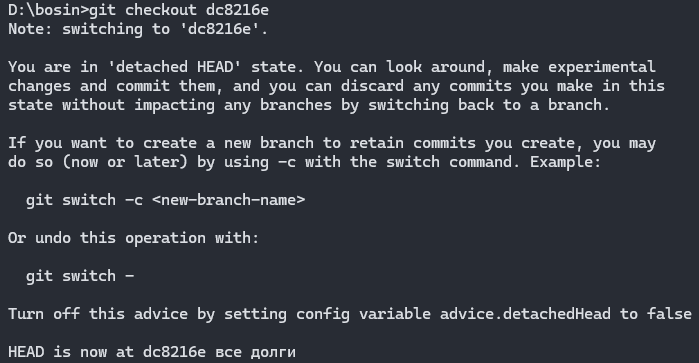 D:\bosin>git checkout dc8216e
Note: switching to 'dc8216e'.
You are in 'detached HEAD' state. You can look around, make experimental
changes and commit them, and you can discard any commits you make in this
state without impacting any branches by switching back to a branch.
If you want to create a new branch to retain commits you create, you may
do so (now or later) by using -c with the switch command. Example:
git switch -c <new-branch-name>
Or undo this operation with:
git switch -
Turn off this advice by setting config variable advice.detachedHead to false
HEAD is now at dc8216e все долги